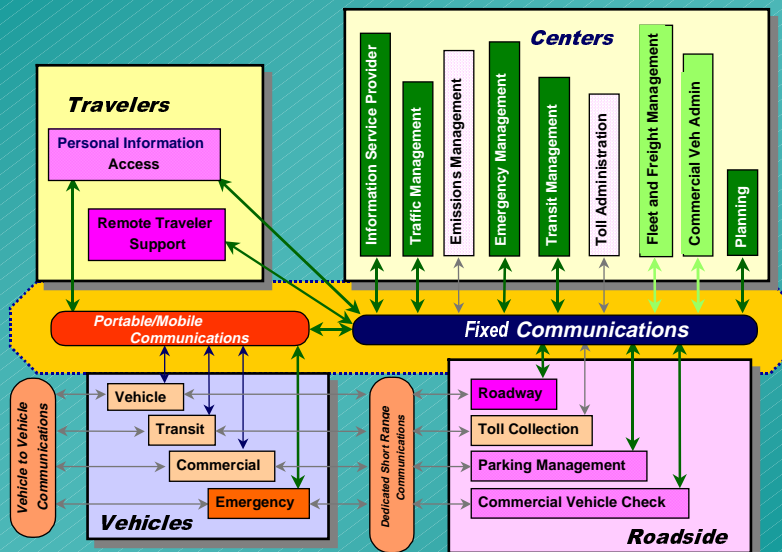 Travelers
Personal Information
Access
Remote Traveler
Support
Centers
Information Service Provider
Traffic Management
Emissions Management
Emergency Management
Transit Management
Toll Administration
Fleet and Freight Management
Commercial Veh Admin
Planning
Portable/Mobile
Communications
Fixed Communications
Vehicle to Vehicle
Communications
Vehicle
Transit
Commercial
Emergency
Vehicles
Dedicated Short Range
Communications
Roadway
Toll Collection
Parking Management
Commercial Vehicle Check
Roadside